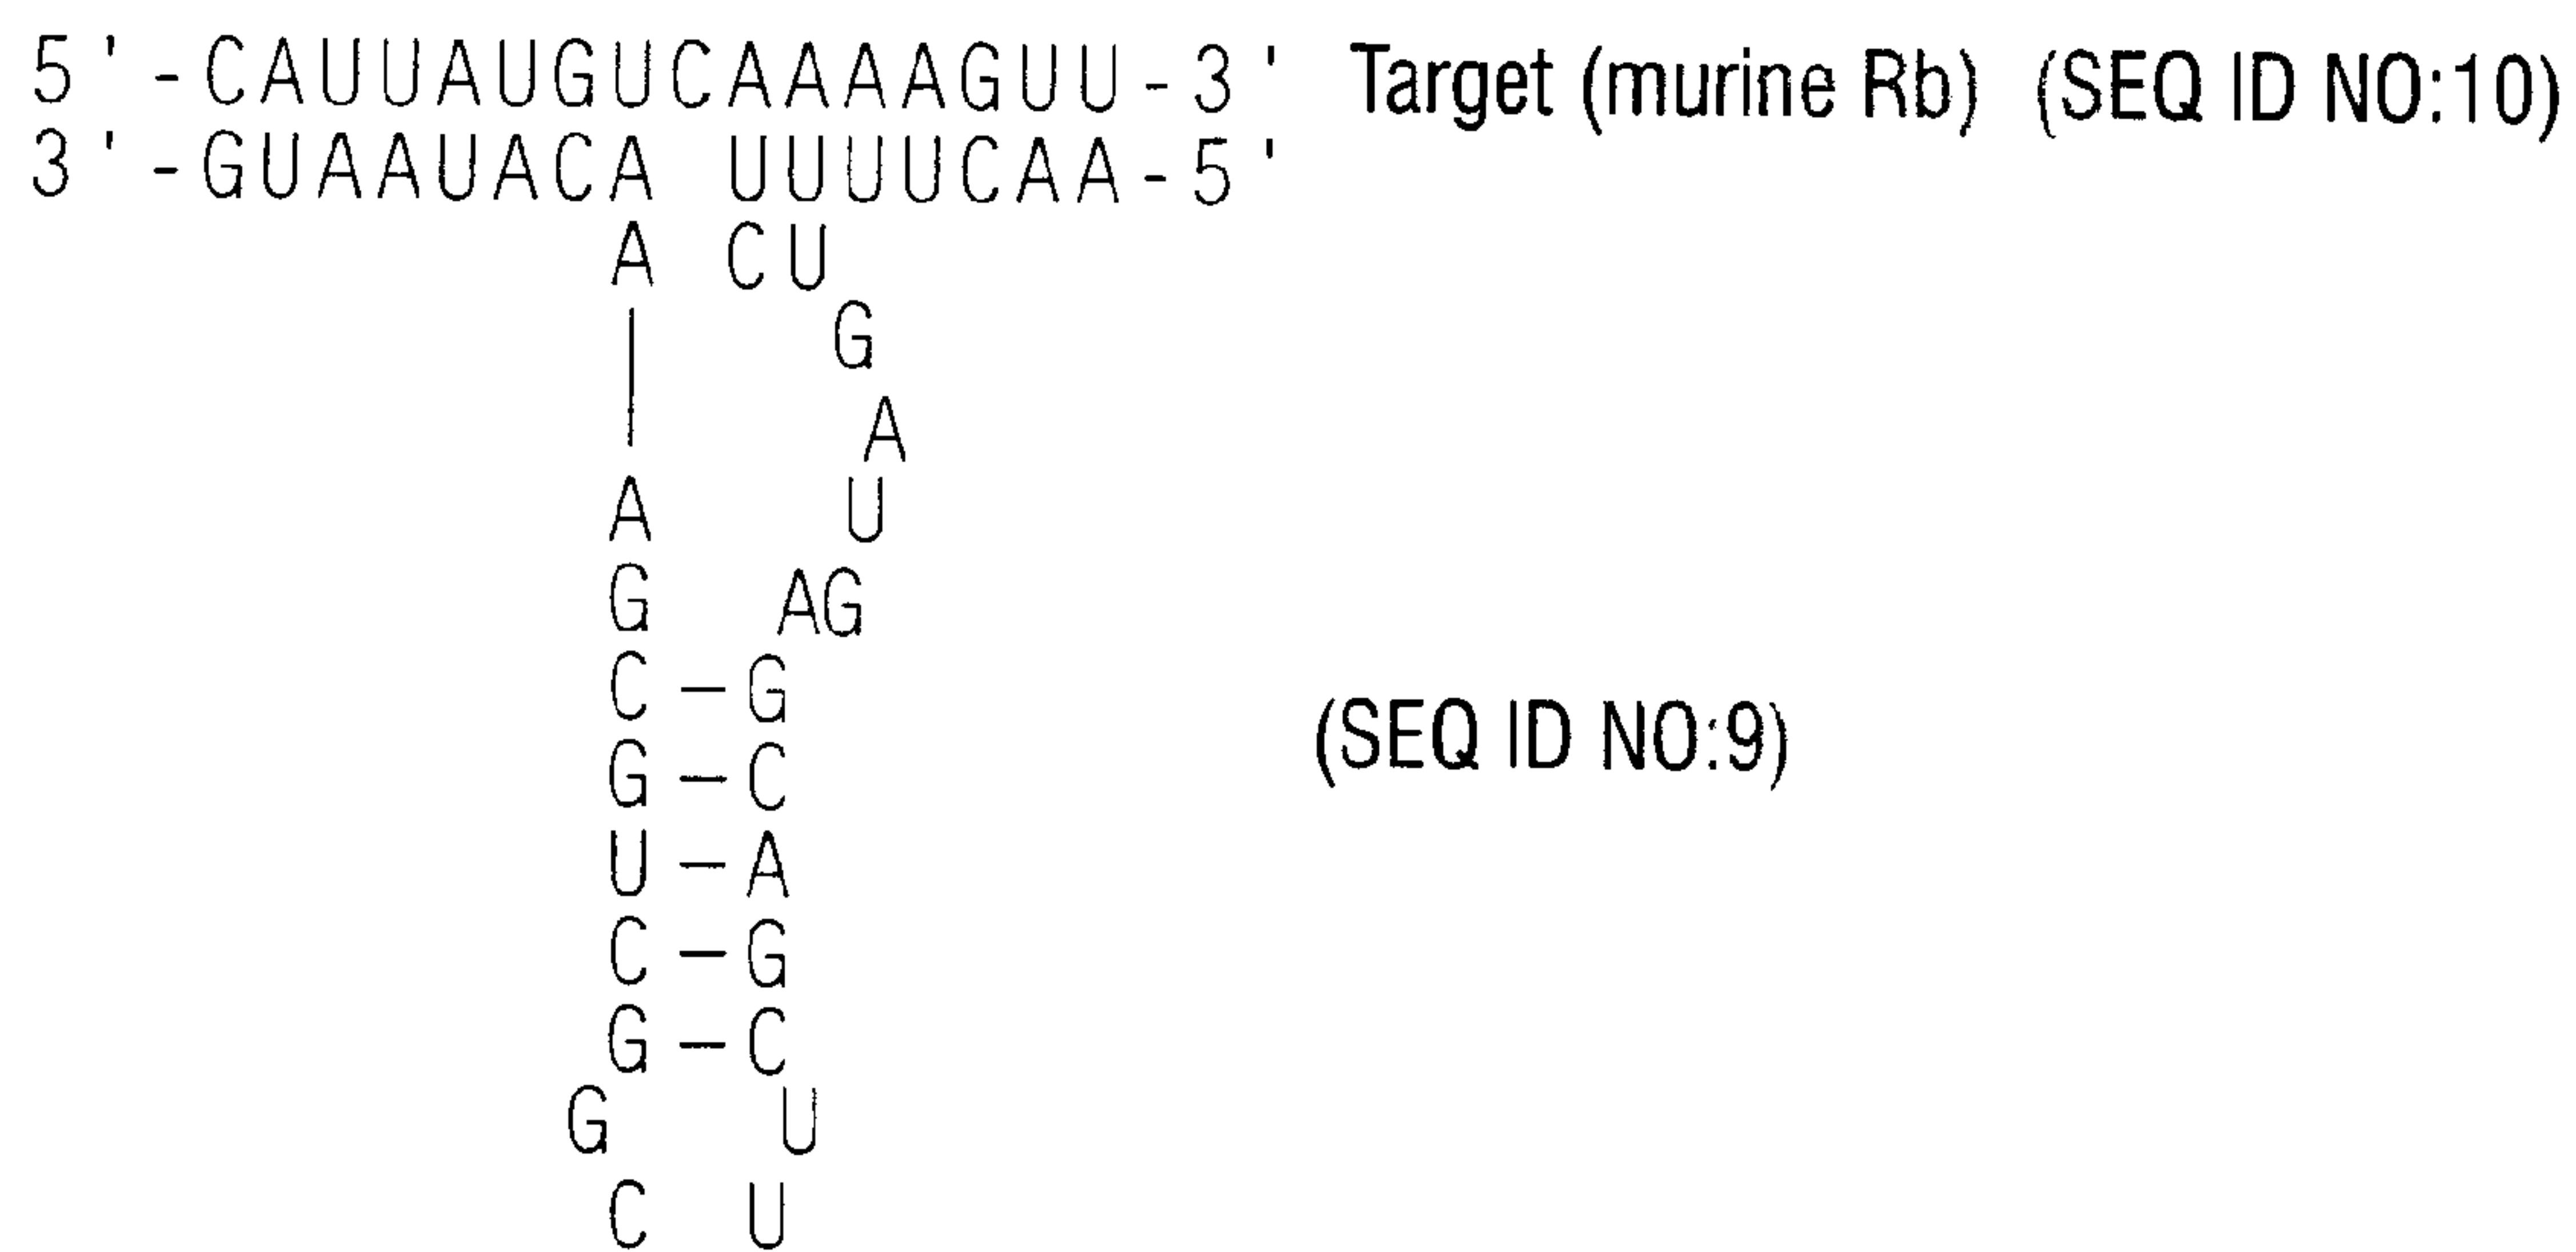 5'-CAUUAUGUCAAAAGUU-3' Target (murine Rb) (SEQ ID NO:10)
3'-GUAAUACA UUUUCAA-5'
A CU
G
A
A U
G AG
C-G
G-C (SEQ ID NO:9)
U-A
C-G
G-C
G U
C U